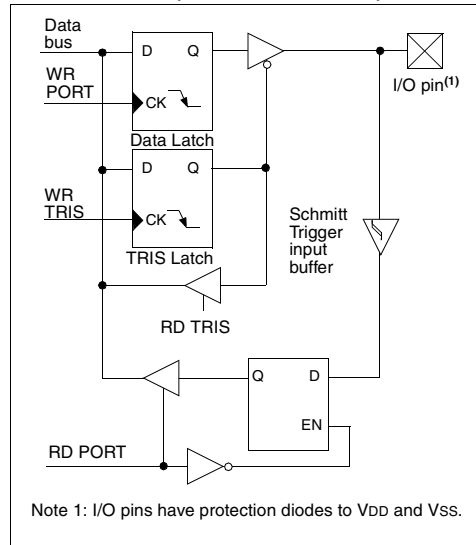 Data
bus
D Q
WR
PORT
CK
I/O pin(1)
Data Latch
D Q
WR
TRIS
CK
TRIS Latch
Schmitt
Trigger
input
buffer
RD TRIS
Q D
EN
RD PORT
Note 1: I/O pins have protection diodes to VDD and VSS.